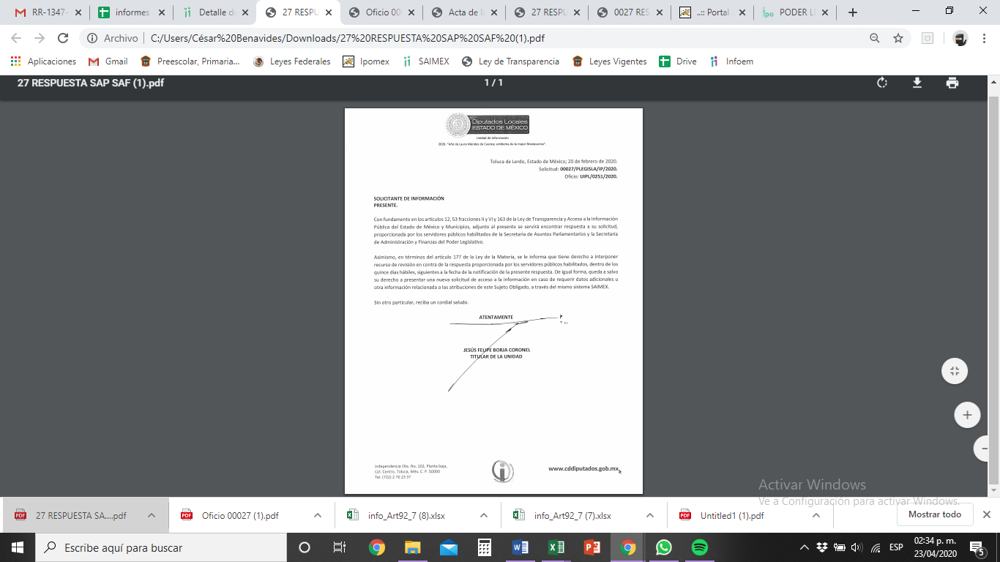 RR-1347-
informes
Detalle d
27 RESPU
Oficio 00
Acta de l
27 RESPU
0027 RES
..:: Portal
PODER L
Archivo | C:/Users/César%20Benavides/Downloads/27%20RESPUESTA%20SAP%20SAF%20(1).pdf
Aplicaciones Gmail Preescolar, Primaria... Leyes Federales Ipomex SAIMEX Ley de Transparencia Leyes Vigentes Drive Infoem
27 RESPUESTA SAP SAF (1).pdf 1 / 1
Diputados Locales
ESTADO DE MÉXICO
Unidad de Información
2020. "Año de Laura Méndez de Cuenca; emblema de la mujer Mexiquense".
Toluca de Lerdo, Estado de México; 20 de febrero de 2020.
Solicitud: 00027/PLEGISLA/IP/2020.
Oficio: UIPL/0251/2020.
SOLICITANTE DE INFORMACIÓN
PRESENTE.
Con fundamento en los artículos 12, 53 fracciones II y VI y 163 de la Ley de Transparencia y Acceso a la Información
Pública del Estado de México y Municipios, adjunto al presente se servirá encontrar respuesta a su solicitud,
proporcionada por los servidores públicos habilitados de la Secretaría de Asuntos Parlamentarios y la Secretaría
de Administración y Finanzas del Poder Legislativo.
Asimismo, en términos del artículo 177 de la Ley de la Materia, se le informa que tiene derecho a interponer
recurso de revisión en contra de la respuesta proporcionada por los servidores públicos habilitados, dentro de los
quince días hábiles, siguientes a la fecha de la notificación de la presente respuesta. De igual forma, queda a salvo
su derecho a presentar una nueva solicitud de acceso a la información en caso de requerir datos adicionales u
otra información relacionada a las atribuciones de este Sujeto Obligado, a través del mismo sistema SAIMEX.
Sin otro particular, reciba un cordial saludo.
ATENTAMENTE
JESÚS FELIPE BORJA CORONEL
TITULAR DE LA UNIDAD
Independencia Ote. No. 102, Planta baja,
Col. Centro. Toluca, Méx. C. P. 50000
Tel. (722) 2 76 23 37
www.cddiputados.gob.mx
Activar Windows
Ve a Configuración para activar Windows.
27 RESPUESTA SA....pdf
Oficio 00027 (1).pdf
info_Art92_7 (8).xlsx
info_Art92_7 (7).xlsx
Untitled1 (1).pdf
Mostrar todo
Escribe aquí para buscar
ESP
02:34 p. m.
23/04/2020
5